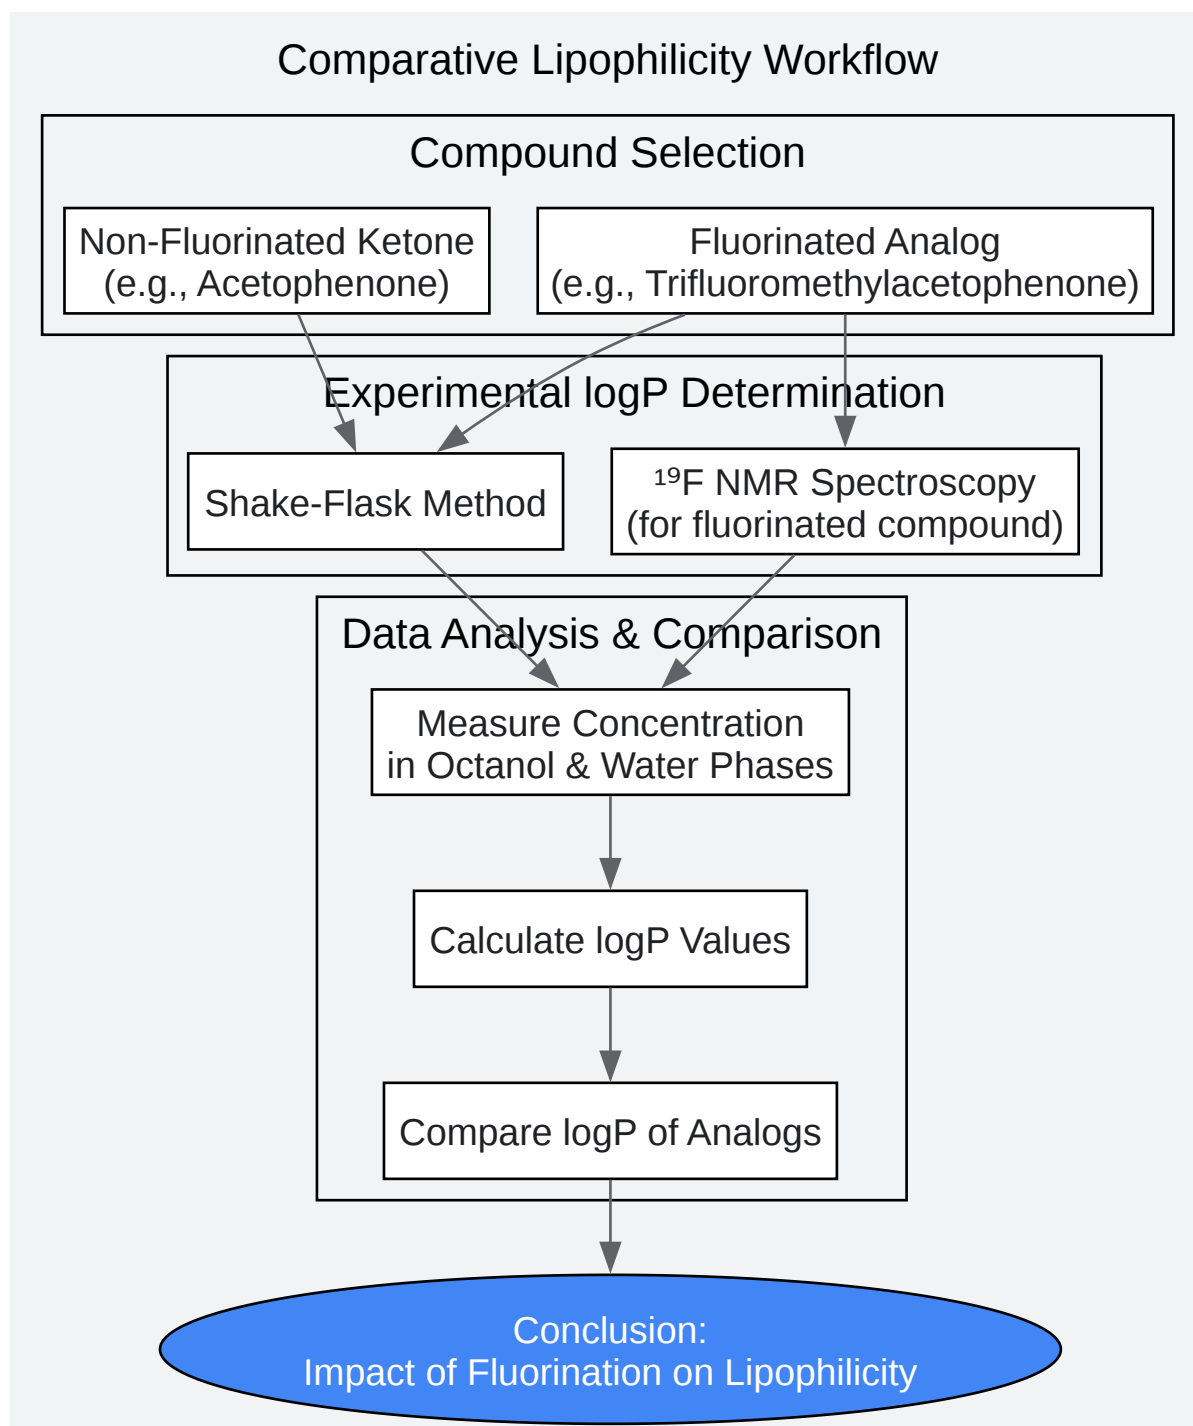 Comparative Lipophilicity Workflow
Compound Selection
Non-Fluorinated Ketone
(e.g., Acetophenone)
Fluorinated Analog
(e.g., Trifluoromethylacetophenone)
Experimental logP Determination
Shake-Flask Method
¹⁹F NMR Spectroscopy
(for fluorinated compound)
Data Analysis & Comparison
Measure Concentration
in Octanol & Water Phases
Calculate logP Values
Compare logP of Analogs
Conclusion:
Impact of Fluorination on Lipophilicity